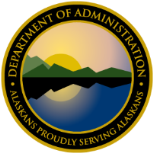 DEPARTMENT OF ADMINISTRATION
ALASKANS PROUDLY SERVING ALASKANS